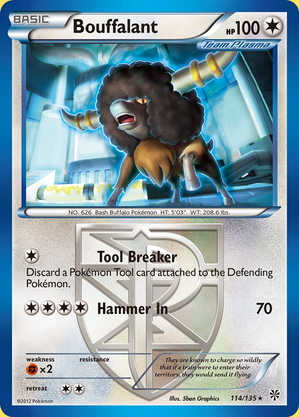 BASIC
Bouffalant
HP100
Team Plasma
NO. 626 Bash Buffalo Pokémon HT: 5'03" WT: 208.6 lbs.
Tool Breaker
Discard a Pokémon Tool card attached to the Defending
Pokémon.
Hammer In 70
weakness resistance
×2
retreat
They are known to charge so wildly
that if a train were to enter their
territory, they would send it flying.
Illus. 5ban Graphics 114/135 ★
©2012 Pokémon